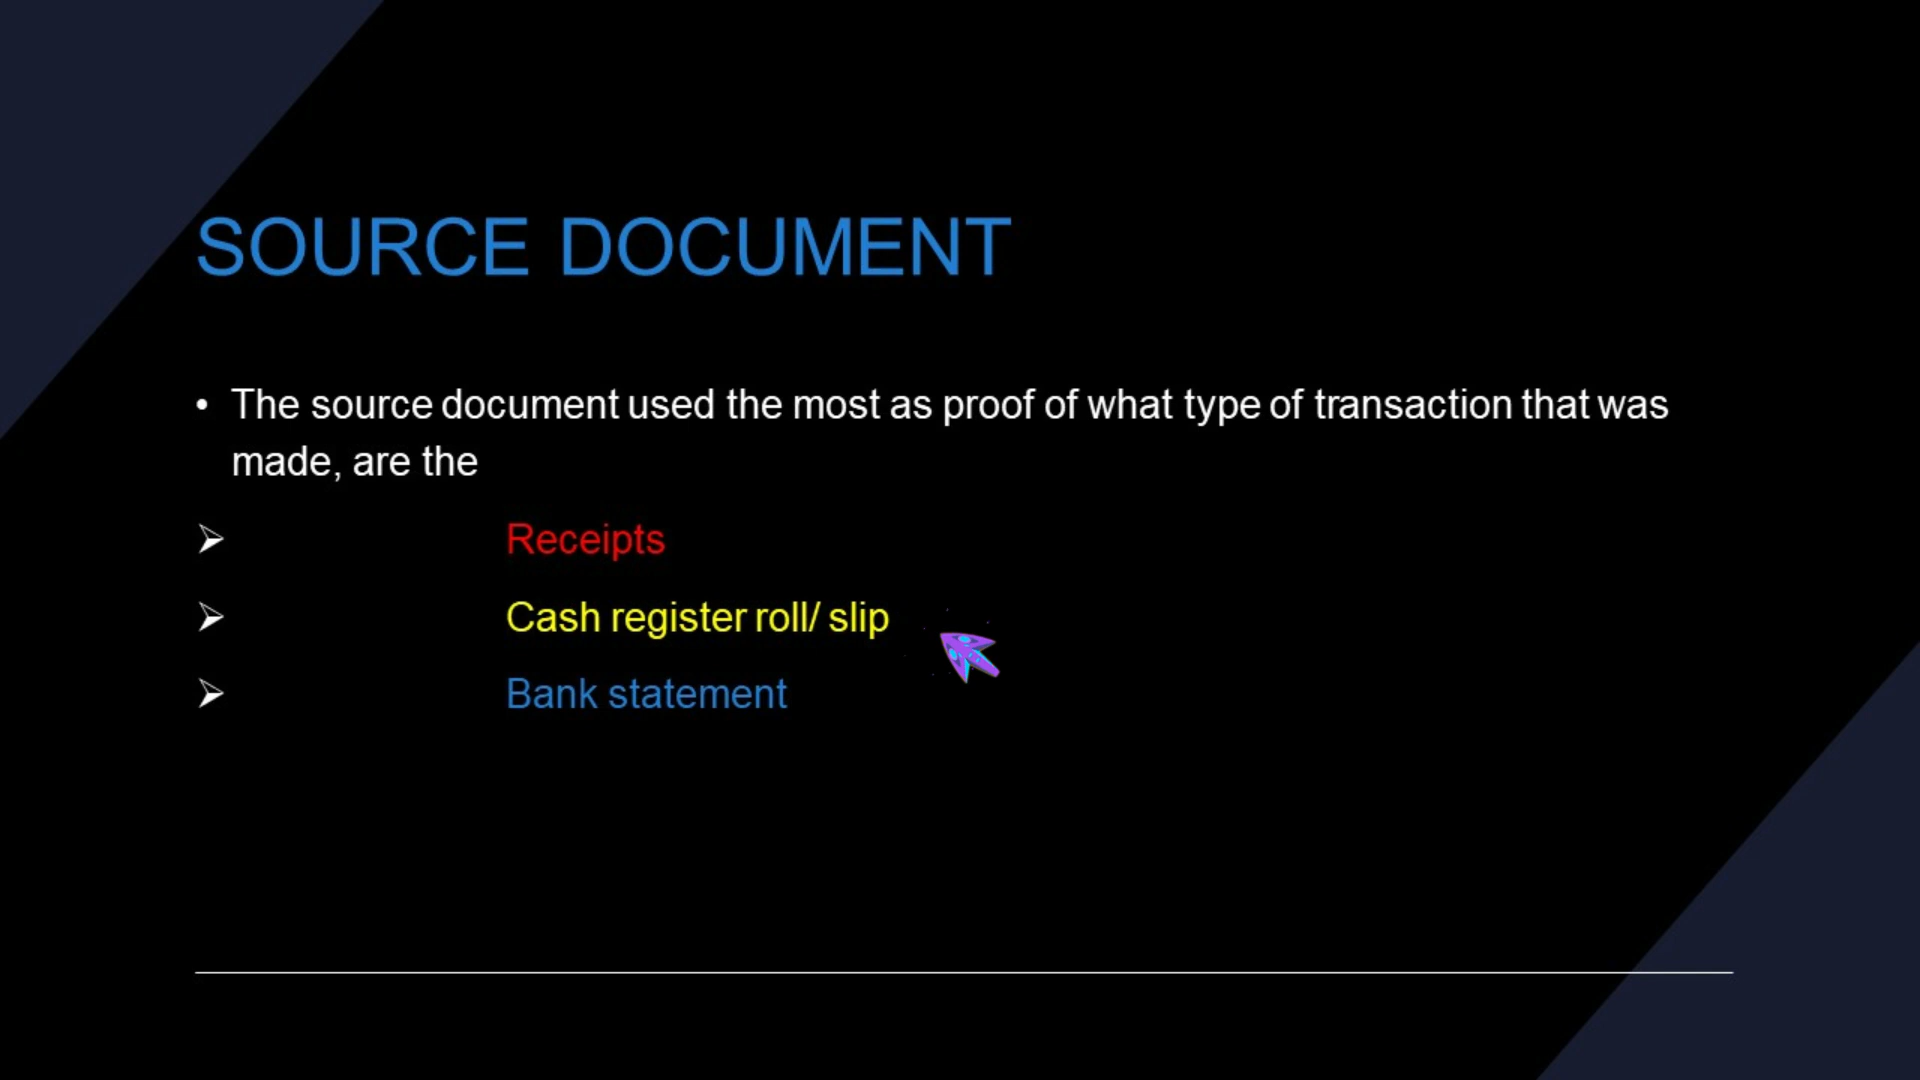 SOURCE DOCUMENT
• The source document used the most as proof of what type of transaction that was
made, are the
➢ Receipts
➢ Cash register roll/ slip
➢ Bank statement